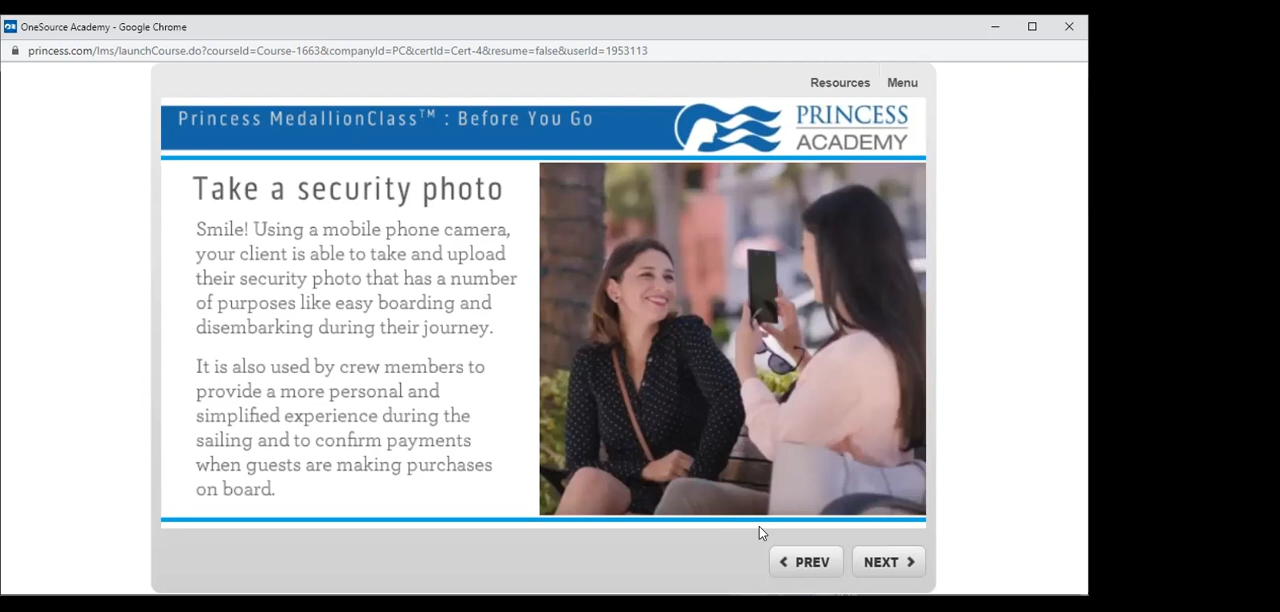 OneSource Academy - Google Chrome
princess.com/lms/launchCourse.do?courseId=Course-1663&companyId=PC&certId=Cert-4&resume=false&userId=1953113
Resources Menu
Princess MedallionClass™ : Before You Go
PRINCESS
ACADEMY
Take a security photo
Smile! Using a mobile phone camera,
your client is able to take and upload
their security photo that has a number
of purposes like easy boarding and
disembarking during their journey.
It is also used by crew members to
provide a more personal and
simplified experience during the
sailing and to confirm payments
when guests are making purchases
on board.
PREV NEXT